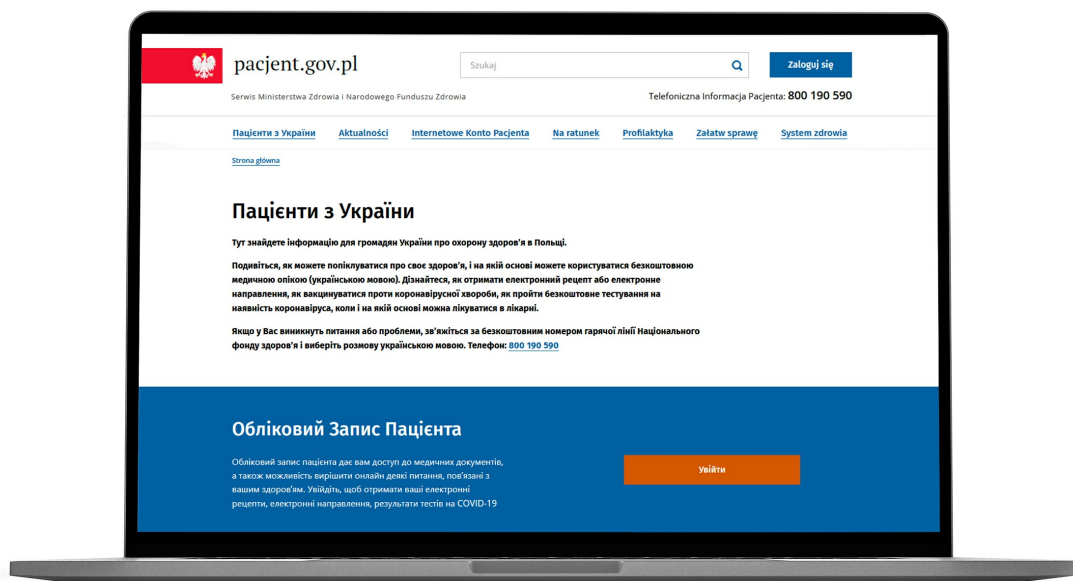 pacjent.gov.pl
Szukaj
Zaloguj się
Serwis Ministerstwa Zdrowia i Narodowego Funduszu Zdrowia
Telefoniczna Informacja Pacjenta: 800 190 590
Пацієнти з України Aktualności Internetowe Konto Pacjenta Na ratunek Profilaktyka Załatw sprawę System zdrowia
Strona główna
Пацієнти з України
Тут знайдете інформацію для громадян України про охорону здоров'я в Польщі.
Подивіться, як можете попіклуватися про своє здоров'я, і на якій основі можете користуватися безкоштовною
медичною опікою (українською мовою). Дізнайтеся, як отримати електронний рецепт або електронне
направлення, як вакцинуватися проти коронавірусної хвороби, як пройти безкоштовне тестування на
наявність коронавіруса, коли і на якій основі можна лікуватися в лікарні.
Якщо у Вас виникнуть питання або проблеми, зв'яжіться за безкоштовним номером гарячої лінії Національного
фонду здоров'я і виберіть розмову українською мовою. Телефон: 800 190 590
Обліковий Запис Пацієнта
Обліковий запис пацієнта дає вам доступ до медичних документів,
а також можливість вирішити онлайн деякі питання, пов'язані з
вашим здоров'ям. Увійдіть, щоб отримати ваші електронні
рецепти, електронні направлення, результати тестів на COVID-19
Увійти